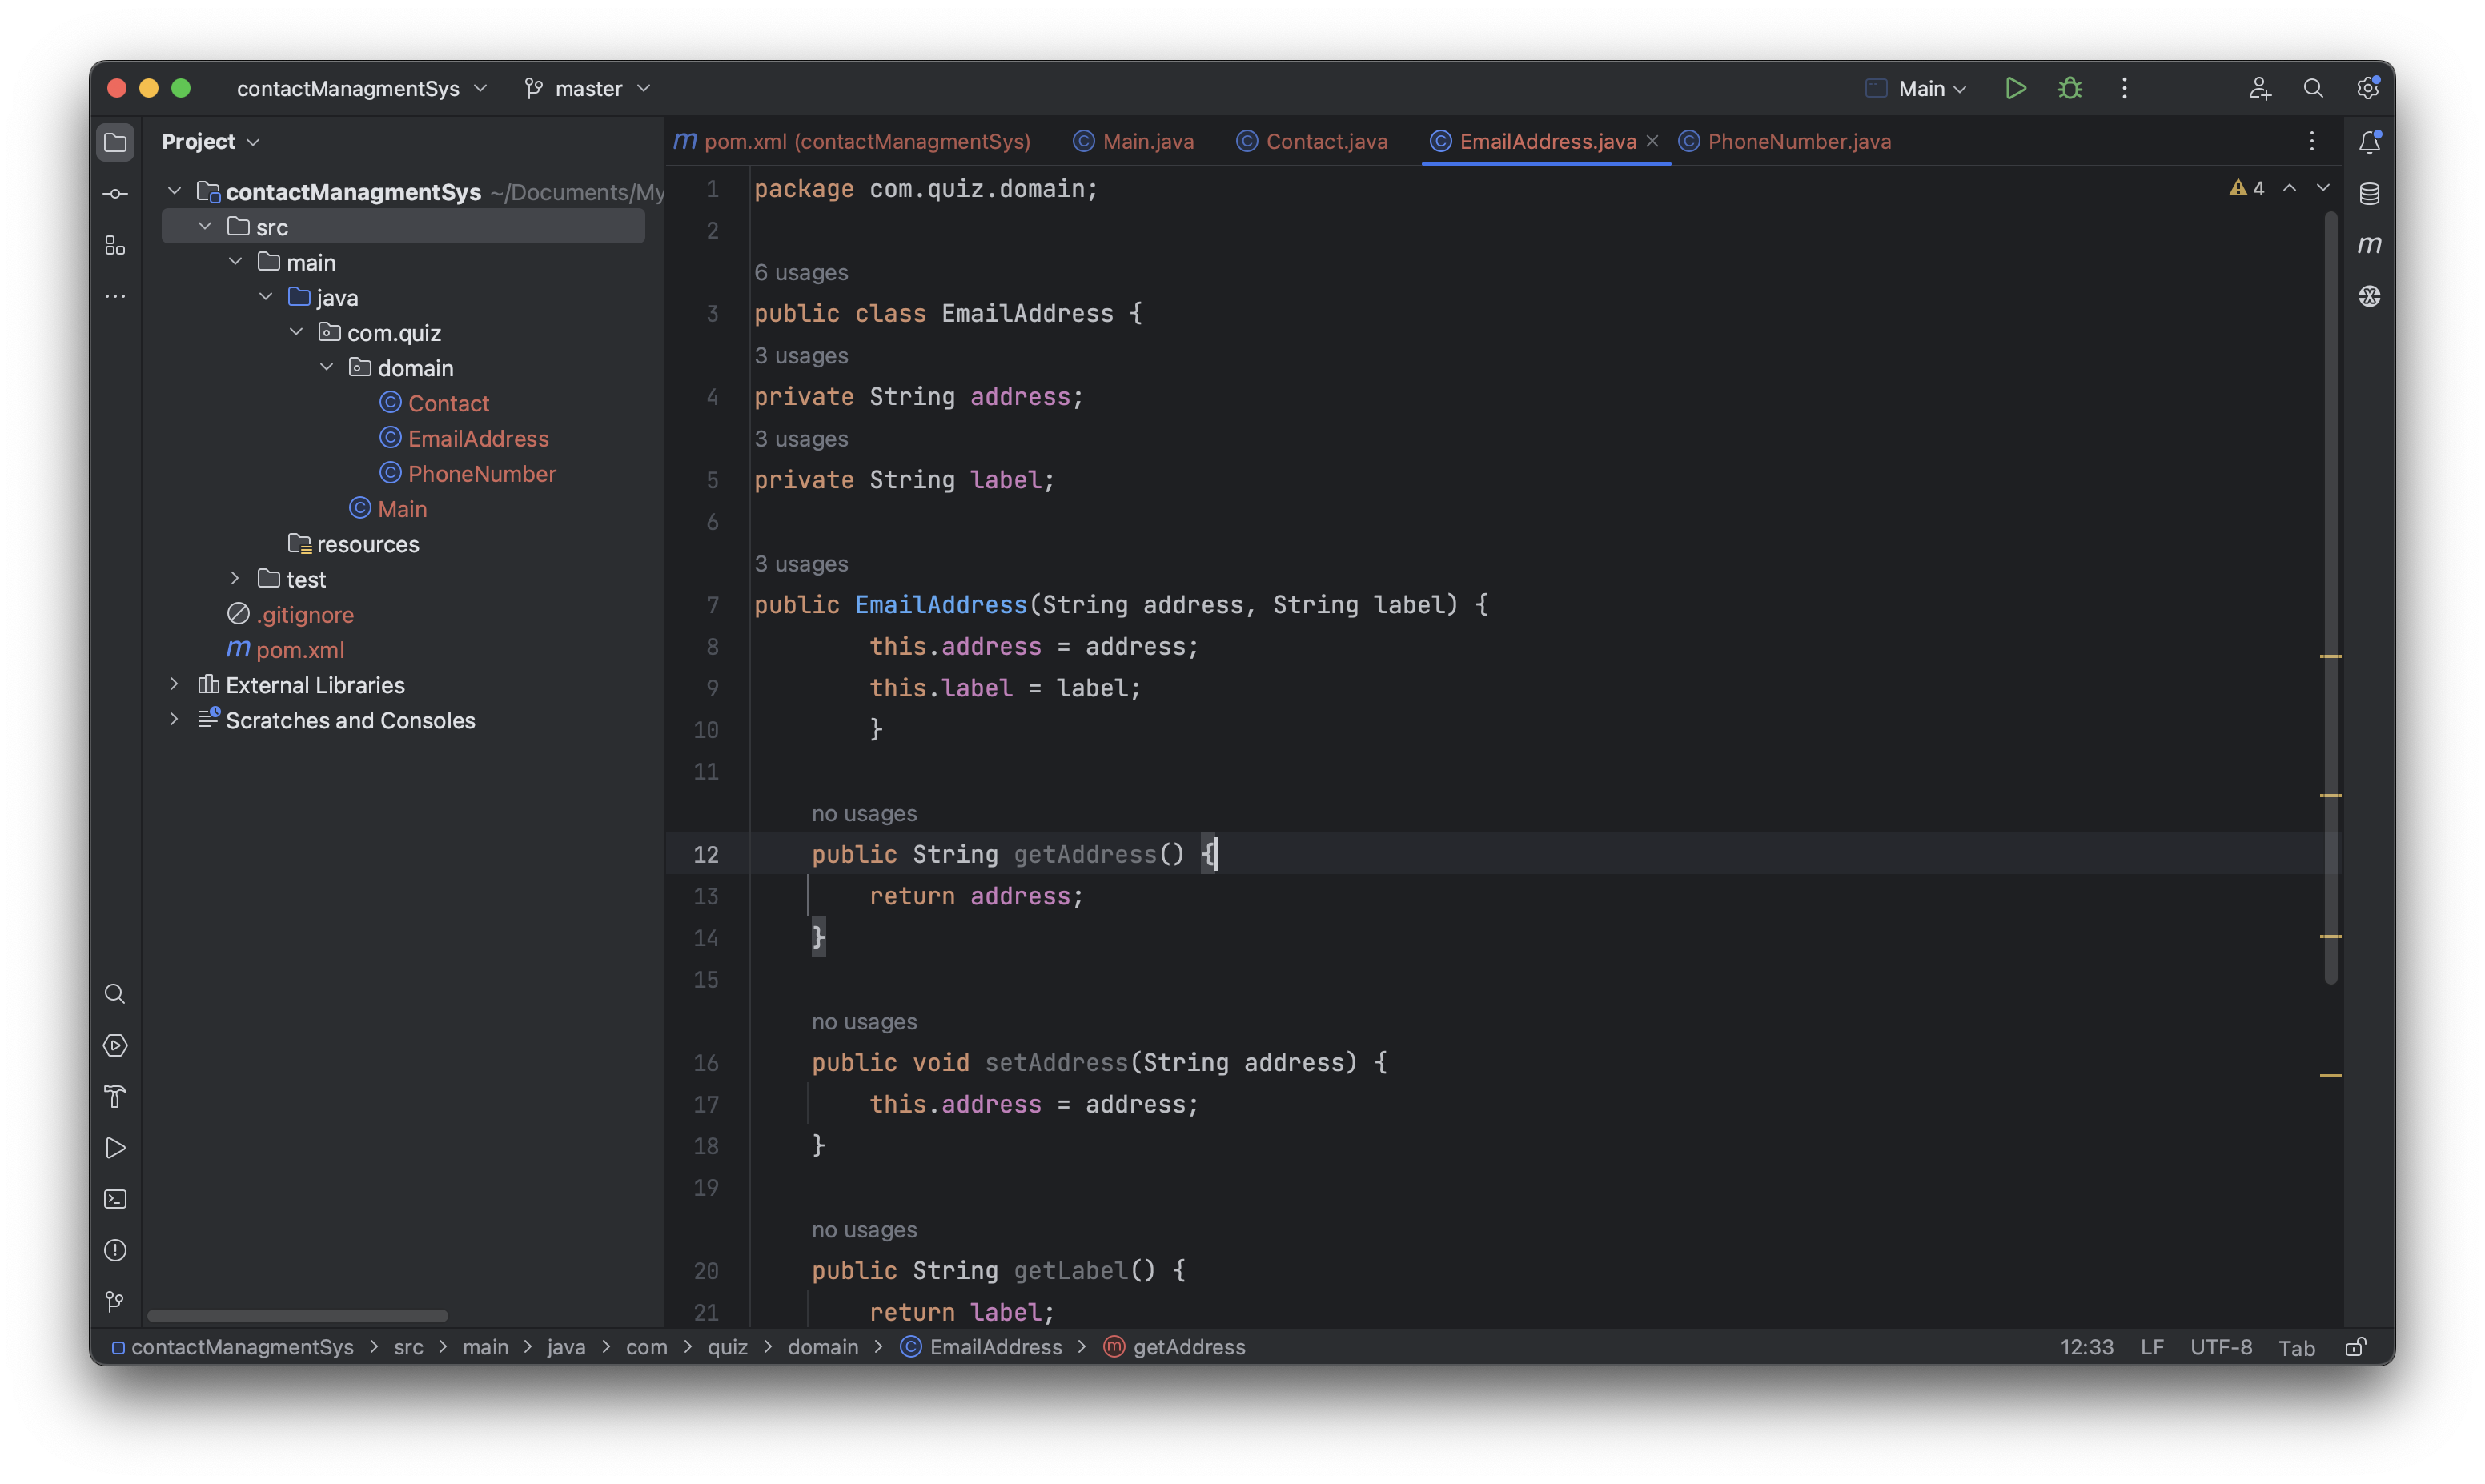 contactManagmentSys master Main
Project
pom.xml (contactManagmentSys) Main.java Contact.java EmailAddress.java PhoneNumber.java
contactManagmentSys ~/Documents/My
src
main
java
com.quiz
domain
Contact
EmailAddress
PhoneNumber
Main
resources
test
.gitignore
m pom.xml
External Libraries
Scratches and Consoles
4
1 package com.quiz.domain;
2
6 usages
3 public class EmailAddress {
3 usages
4 private String address;
3 usages
5 private String label;
6
3 usages
7 public EmailAddress(String address, String label) {
8 this.address = address;
9 this.label = label;
10 }
11
no usages
12 public String getAddress() {
13 return address;
14 }
15
no usages
16 public void setAddress(String address) {
17 this.address = address;
18 }
19
no usages
20 public String getLabel() {
21 return label;
contactManagmentSys > src > main > java > com > quiz > domain > EmailAddress > getAddress
12:33 LF UTF-8 Tab